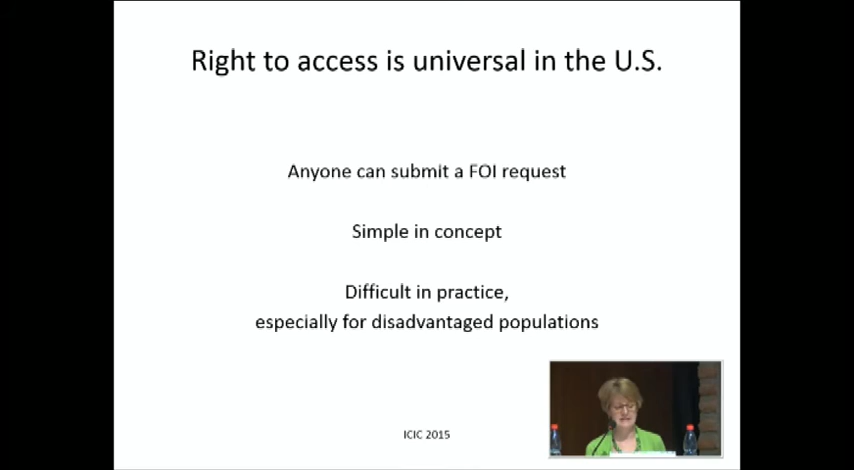 Right to access is universal in the U.S.
Anyone can submit a FOI request
Simple in concept
Difficult in practice,
especially for disadvantaged populations
ICIC 2015